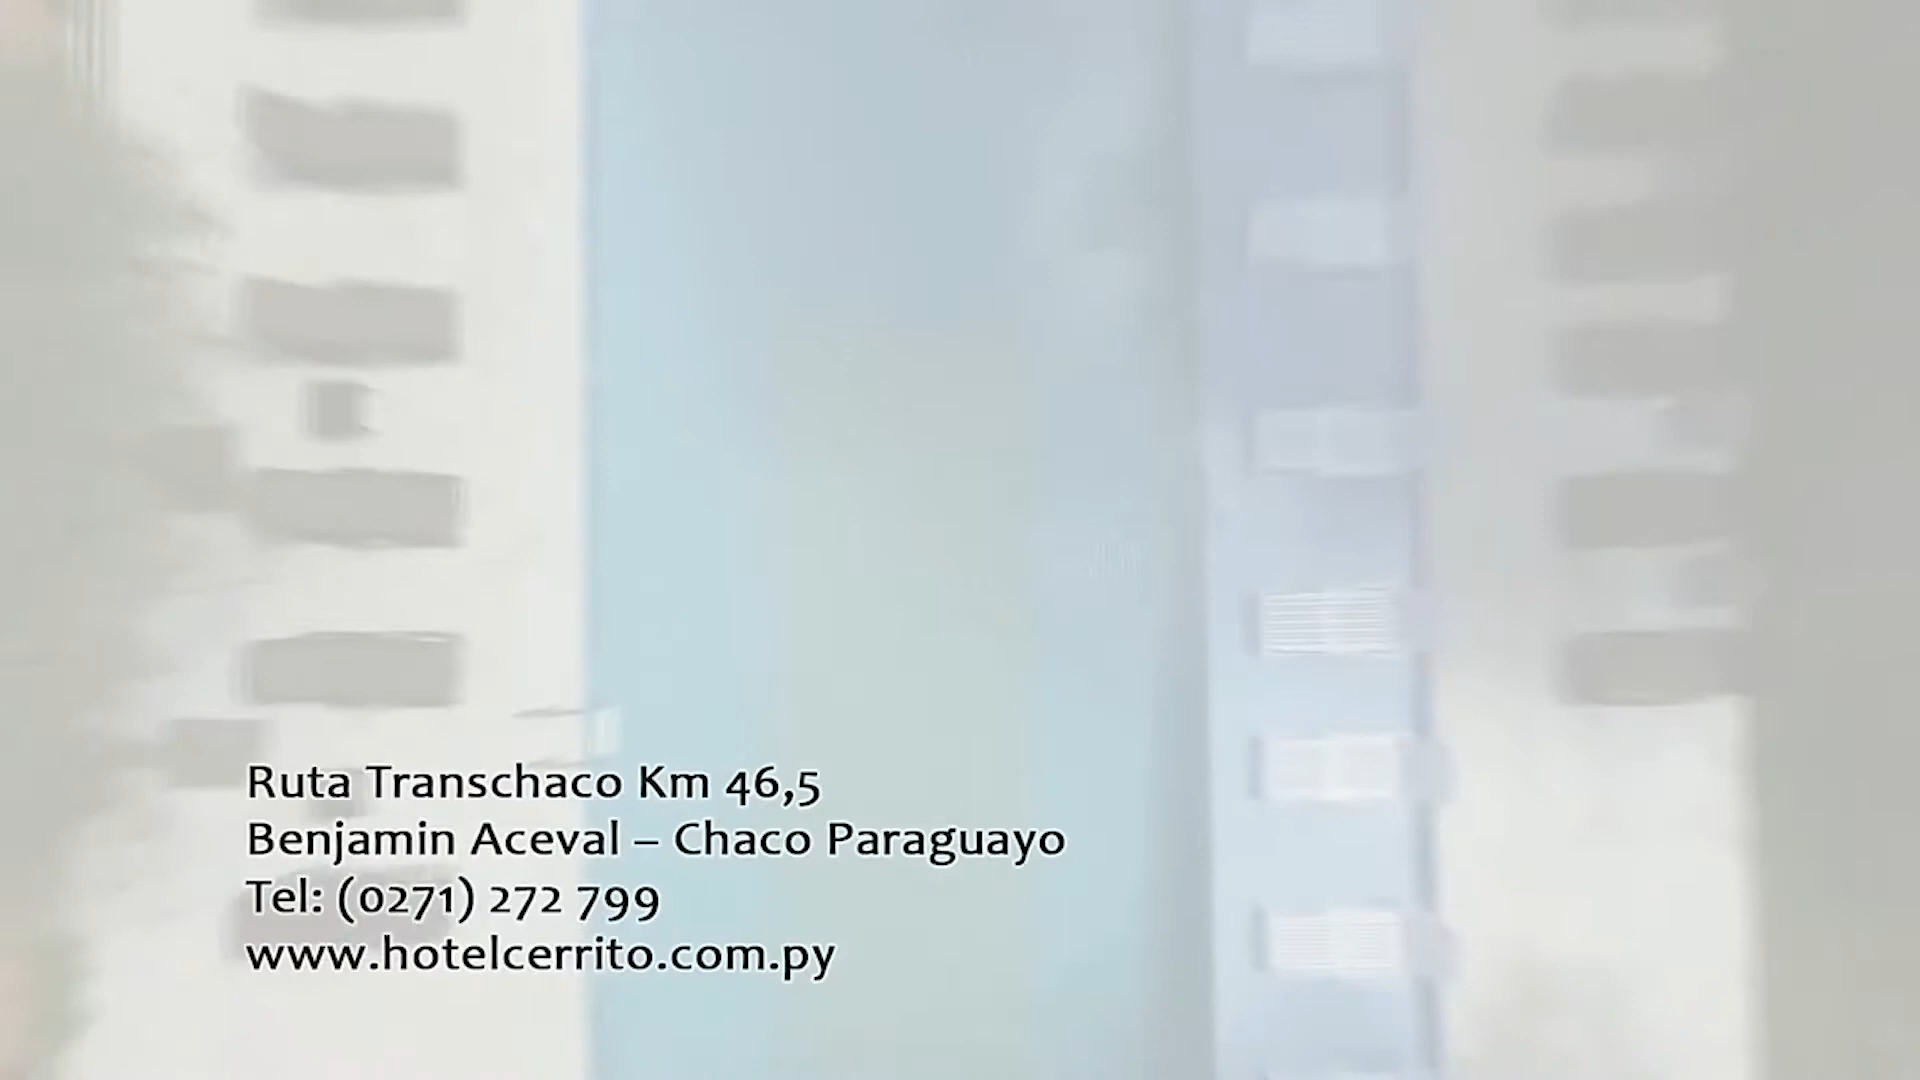 Ruta Transchaco Km 46,5
Benjamin Aceval – Chaco Paraguayo
Tel: (0271) 272 799
www.hotelcerrito.com.py